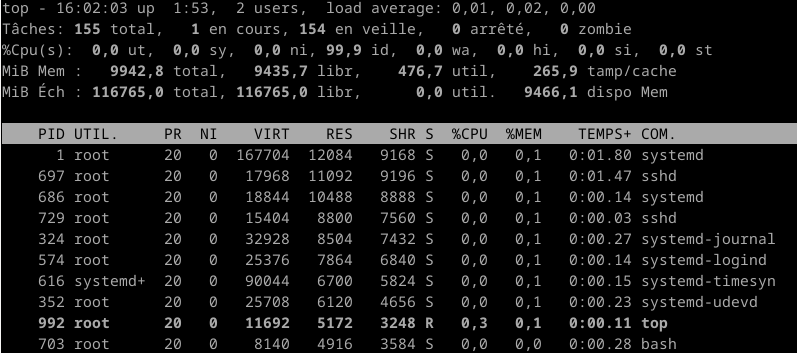 top - 16:02:03 up  1:53,  2 users,  load average: 0,01, 0,02, 0,00
Tâches: 155 total,   1 en cours, 154 en veille,   0 arrêté,   0 zombie
%Cpu(s):  0,0 ut,  0,0 sy,  0,0 ni, 99,9 id,  0,0 wa,  0,0 hi,  0,0 si,  0,0 st
MiB Mem :   9942,8 total,   9435,7 libr,    476,7 util,    265,9 tamp/cache
MiB Éch : 116765,0 total, 116765,0 libr,      0,0 util.   9466,1 dispo Mem
PID UTIL.     PR  NI    VIRT    RES    SHR S  %CPU  %MEM    TEMPS+ COM.
1 root      20   0  167704  12084   9168 S   0,0   0,1   0:01.80 systemd
697 root      20   0   17968  11092   9196 S   0,0   0,1   0:01.47 sshd
686 root      20   0   18844  10488   8888 S   0,0   0,1   0:00.14 systemd
729 root      20   0   15404   8800   7560 S   0,0   0,1   0:00.03 sshd
324 root      20   0   32928   8504   7432 S   0,0   0,1   0:00.27 systemd-journal
574 root      20   0   25376   7864   6840 S   0,0   0,1   0:00.14 systemd-logind
616 systemd+  20   0   90044   6700   5824 S   0,0   0,1   0:00.15 systemd-timesyn
352 root      20   0   25708   6120   4656 S   0,0   0,1   0:00.23 systemd-udevd
992 root      20   0   11692   5172   3248 R   0,3   0,1   0:00.11 top
703 root      20   0    8140   4916   3584 S   0,0   0,0   0:00.28 bash